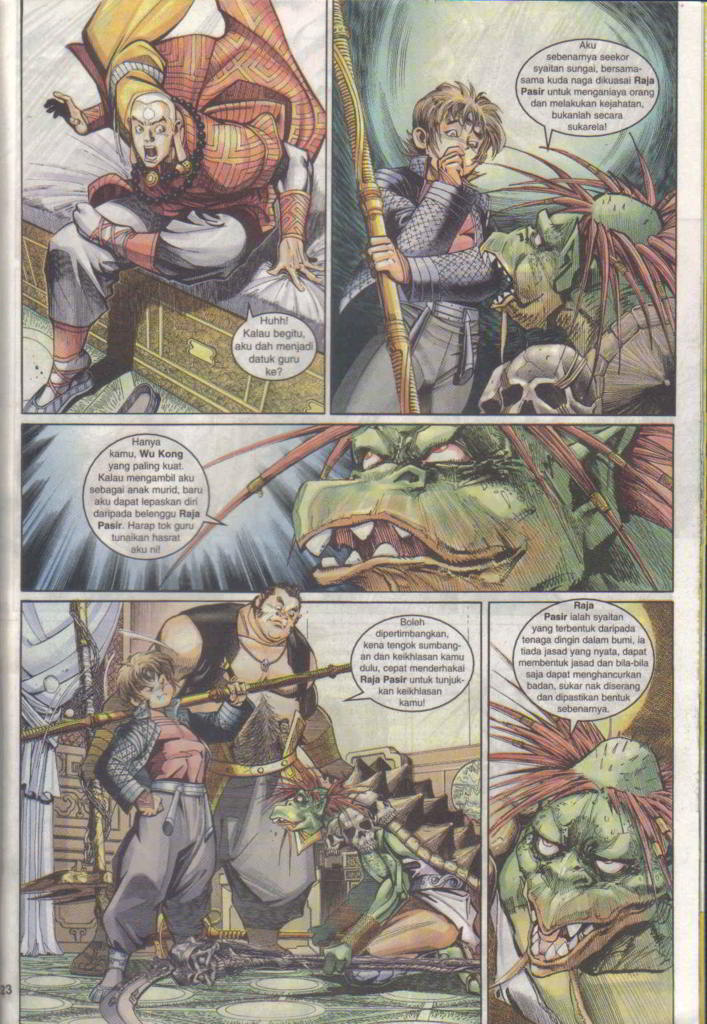 Huhh!
Kalau begitu,
aku dah menjadi
datuk guru
ke?
Aku
sebenarnya seekor
syaitan sungai, bersama-
sama kuda naga dikuasai Raja
Pasir untuk menganiaya orang
dan melakukan kejahatan,
bukanlah secara
sukarela!
Hanya
kamu, Wu Kong
yang paling kuat.
Kalau mengambil aku
sebagai anak murid, baru
aku dapat lepaskan diri
daripada belenggu Raja
Pasir. Harap tok guru
tunaikan hasrat
aku ni!
Boleh
dipertimbangkan,
kena tengok sumbang-
an dan keikhlasan kamu
dulu, cepat menderhakai
Raja Pasir untuk tunjuk-
kan keikhlasan
kamu!
Raja
Pasir ialah syaitan
yang terbentuk daripada
tenaga dingin dalam bumi, ia
tiada jasad yang nyata, dapat
membentuk jasad dan bila-bila
saja dapat menghancurkan
badan, sukar nak diserang
dan dipastikan bentuk
sebenarnya.
23